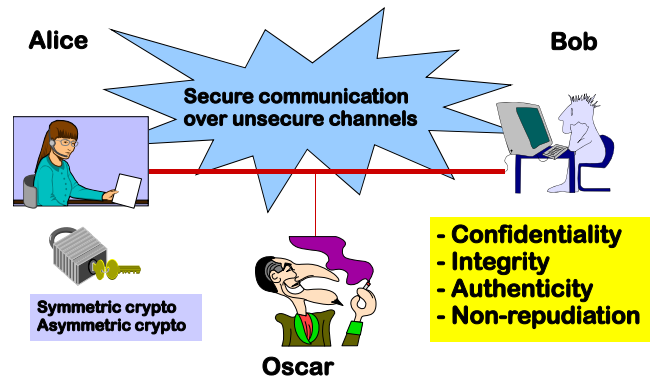 Alice
Bob
Secure communication
over unsecure channels
- Confidentiality
- Integrity
- Authenticity
- Non-repudiation
Symmetric crypto
Asymmetric crypto
Oscar